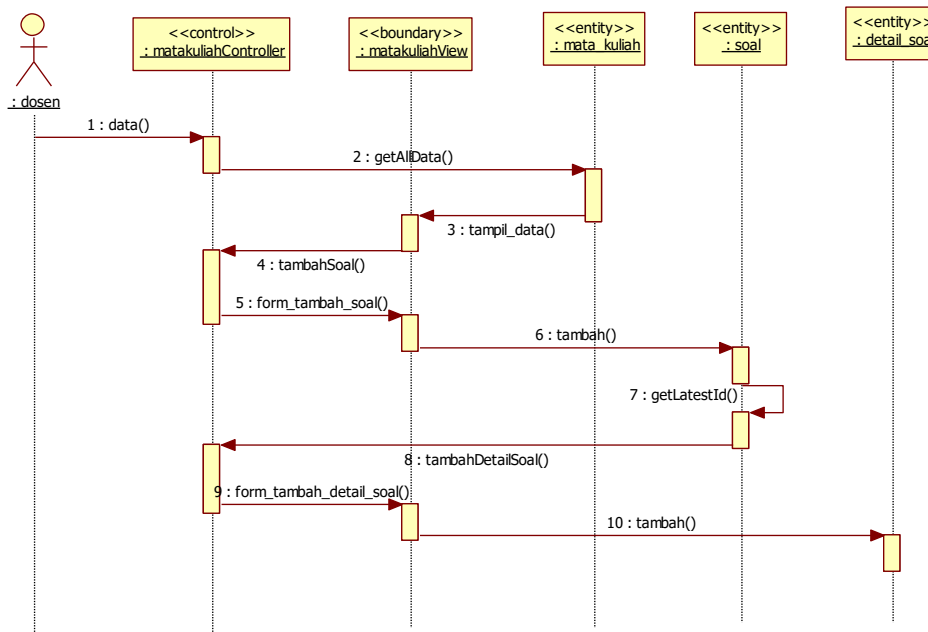 <<control>>
: matakuliahController
<<boundary>>
: matakuliahView
<<entity>>
: mata_kuliah
<<entity>>
: soal
<<entity>>
: detail_soa
: dosen
1 : data()
2 : getAllData()
3 : tampil_data()
4 : tambahSoal()
5 : form_tambah_soal()
6 : tambah()
7 : getLatestId()
8 : tambahDetailSoal()
9 : form_tambah_detail_soal()
10 : tambah()